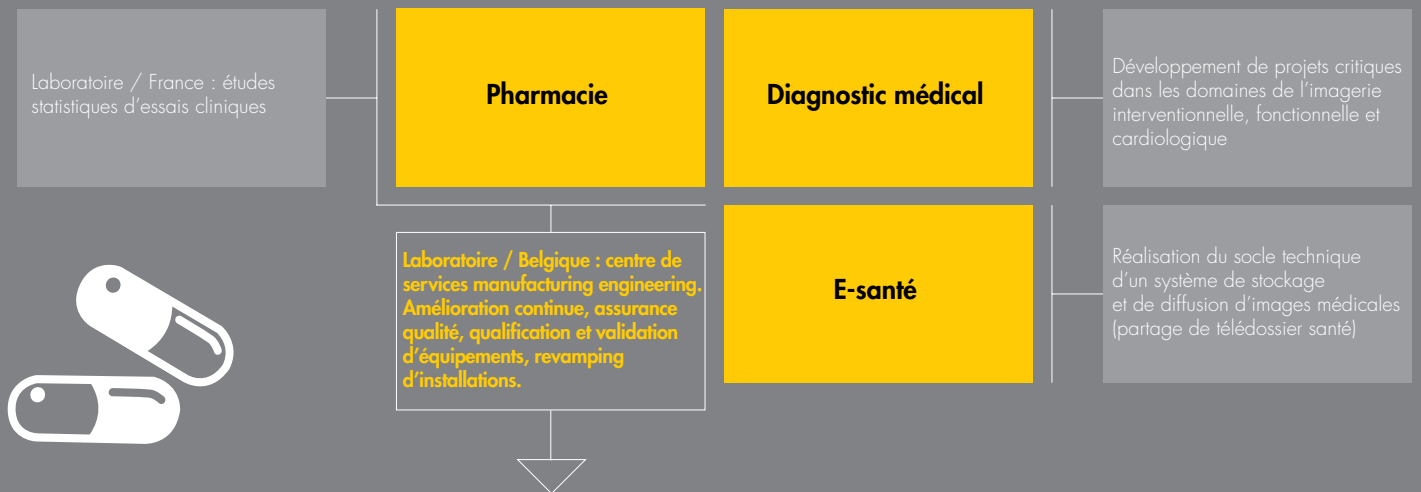 Laboratoire / France : études
statistiques d'essais cliniques
Pharmacie
Diagnostic médical
Développement de projets critiques
dans les domaines de l'imagerie
interventionnelle, fonctionnelle et
cardiologique
Laboratoire / Belgique : centre de
services manufacturing engineering.
Amélioration continue, assurance
qualité, qualification et validation
d'équipements, revamping
d'installations.
E-santé
Réalisation du socle technique
d'un système de stockage
et de diffusion d'images médicales
(partage de télédossier santé)